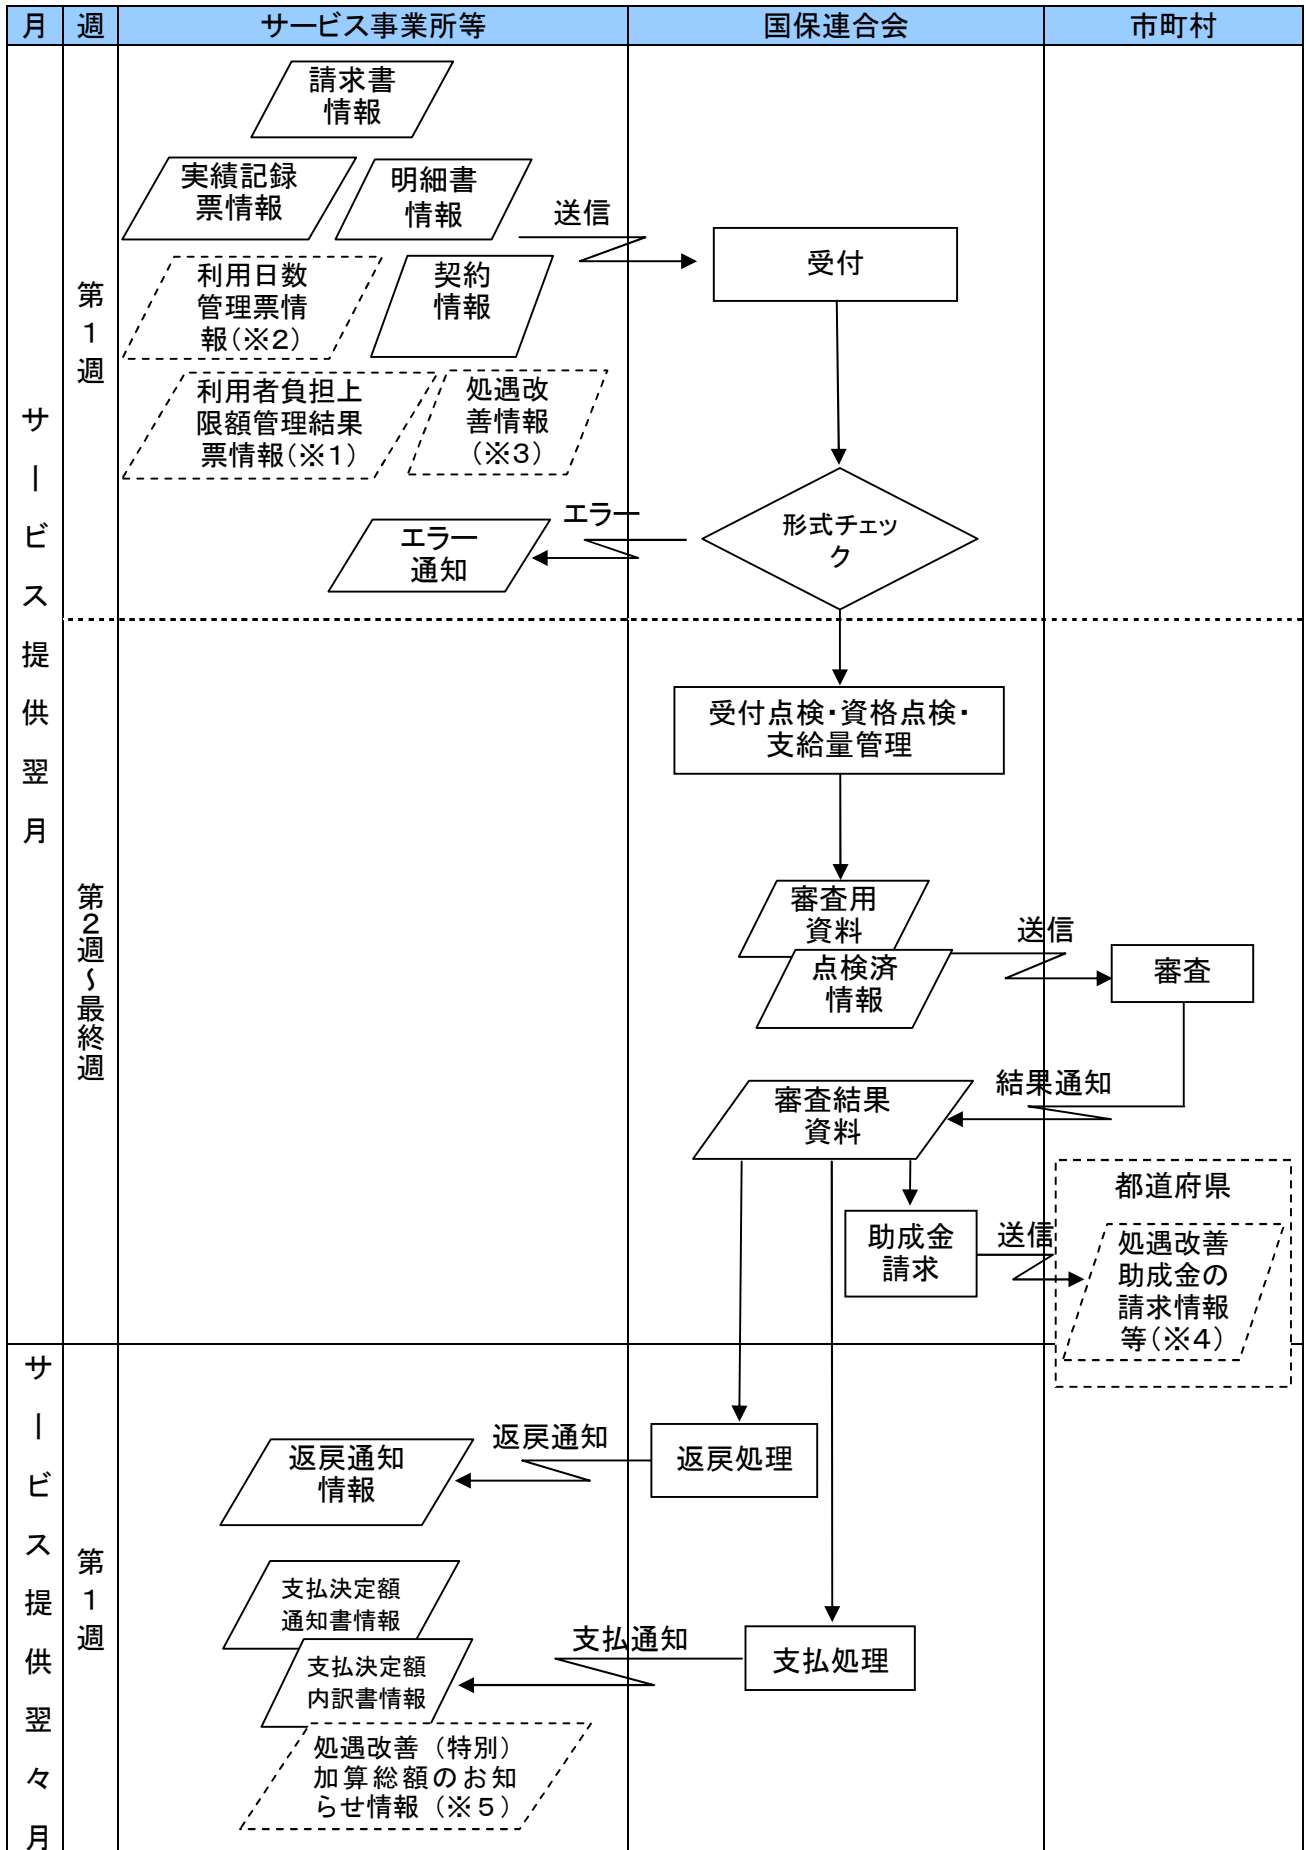 月 週 サービス事業所等 国保連合会 市町村
サービス提供翌月
第1週
請求書
情報
実績記録
票情報
明細書
情報
送信
受付
利用日数
管理票情
報(※2)
契約
情報
利用者負担上
限額管理結果
票情報(※1)
処遇改
善情報
(※3)
エラー
エラー
通知
形式チェッ
ク
第2週～最終週
受付点検・資格点検・
支給量管理
審査用
資料
点検済
情報
送信
審査
結果通知
審査結果
資料
都道府県
助成金
請求
送信
処遇改善
助成金の
請求情報
等(※4)
サービス提供翌々月
第1週
返戻通知
返戻処理
返戻通知
情報
支払決定額
通知書情報
支払通知
支払処理
支払決定額
内訳書情報
処遇改善（特別）
加算総額のお知
らせ情報（※５）